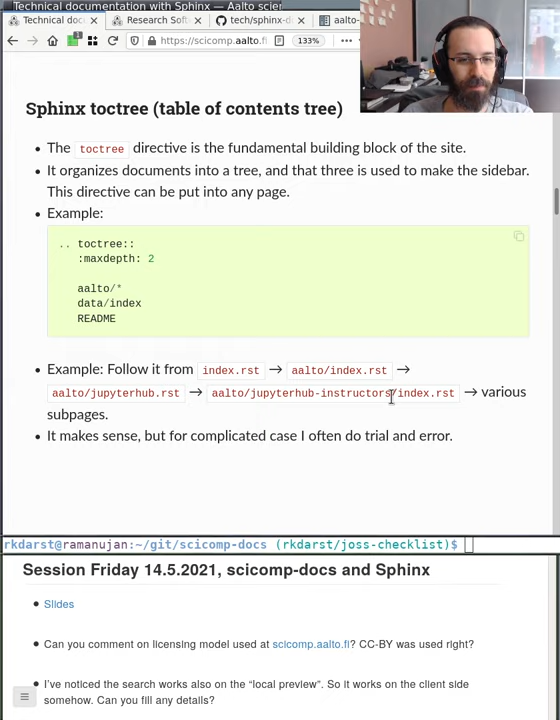 Technical documentation with Sphinx — Aalto scien
Technical doc
Research Soft
tech/sphinx-d
aalto-
https://scicomp.aalto.fi
133%
Sphinx toctree (table of contents tree)
• The toctree directive is the fundamental building block of the site.
• It organizes documents into a tree, and that three is used to make the sidebar.
This directive can be put into any page.
• Example:
.. toctree::
:maxdepth: 2
aalto/*
data/index
README
• Example: Follow it from index.rst → aalto/index.rst →
aalto/jupyterhub.rst → aalto/jupyterhub-instructors/index.rst → various
subpages.
• It makes sense, but for complicated case I often do trial and error.
rkdarst@ramanujan:~/git/scicomp-docs (rkdarst/joss-checklist)$
Session Friday 14.5.2021, scicomp-docs and Sphinx
• Slides
• Can you comment on licensing model used at scicomp.aalto.fi? CC-BY was used right?
• I've noticed the search works also on the “local preview”. So it works on the client side
somehow. Can you fill any details?